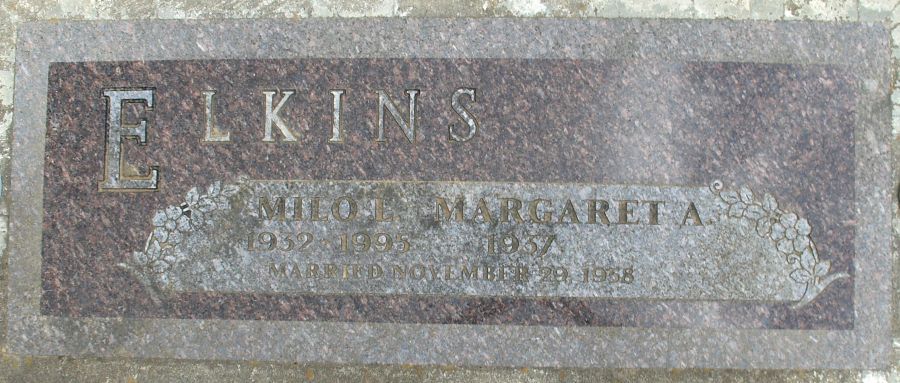 ELKINS
MILO L. MARGARET A.
1932 - 1995 1937
MARRIED NOVEMBER 29, 1958